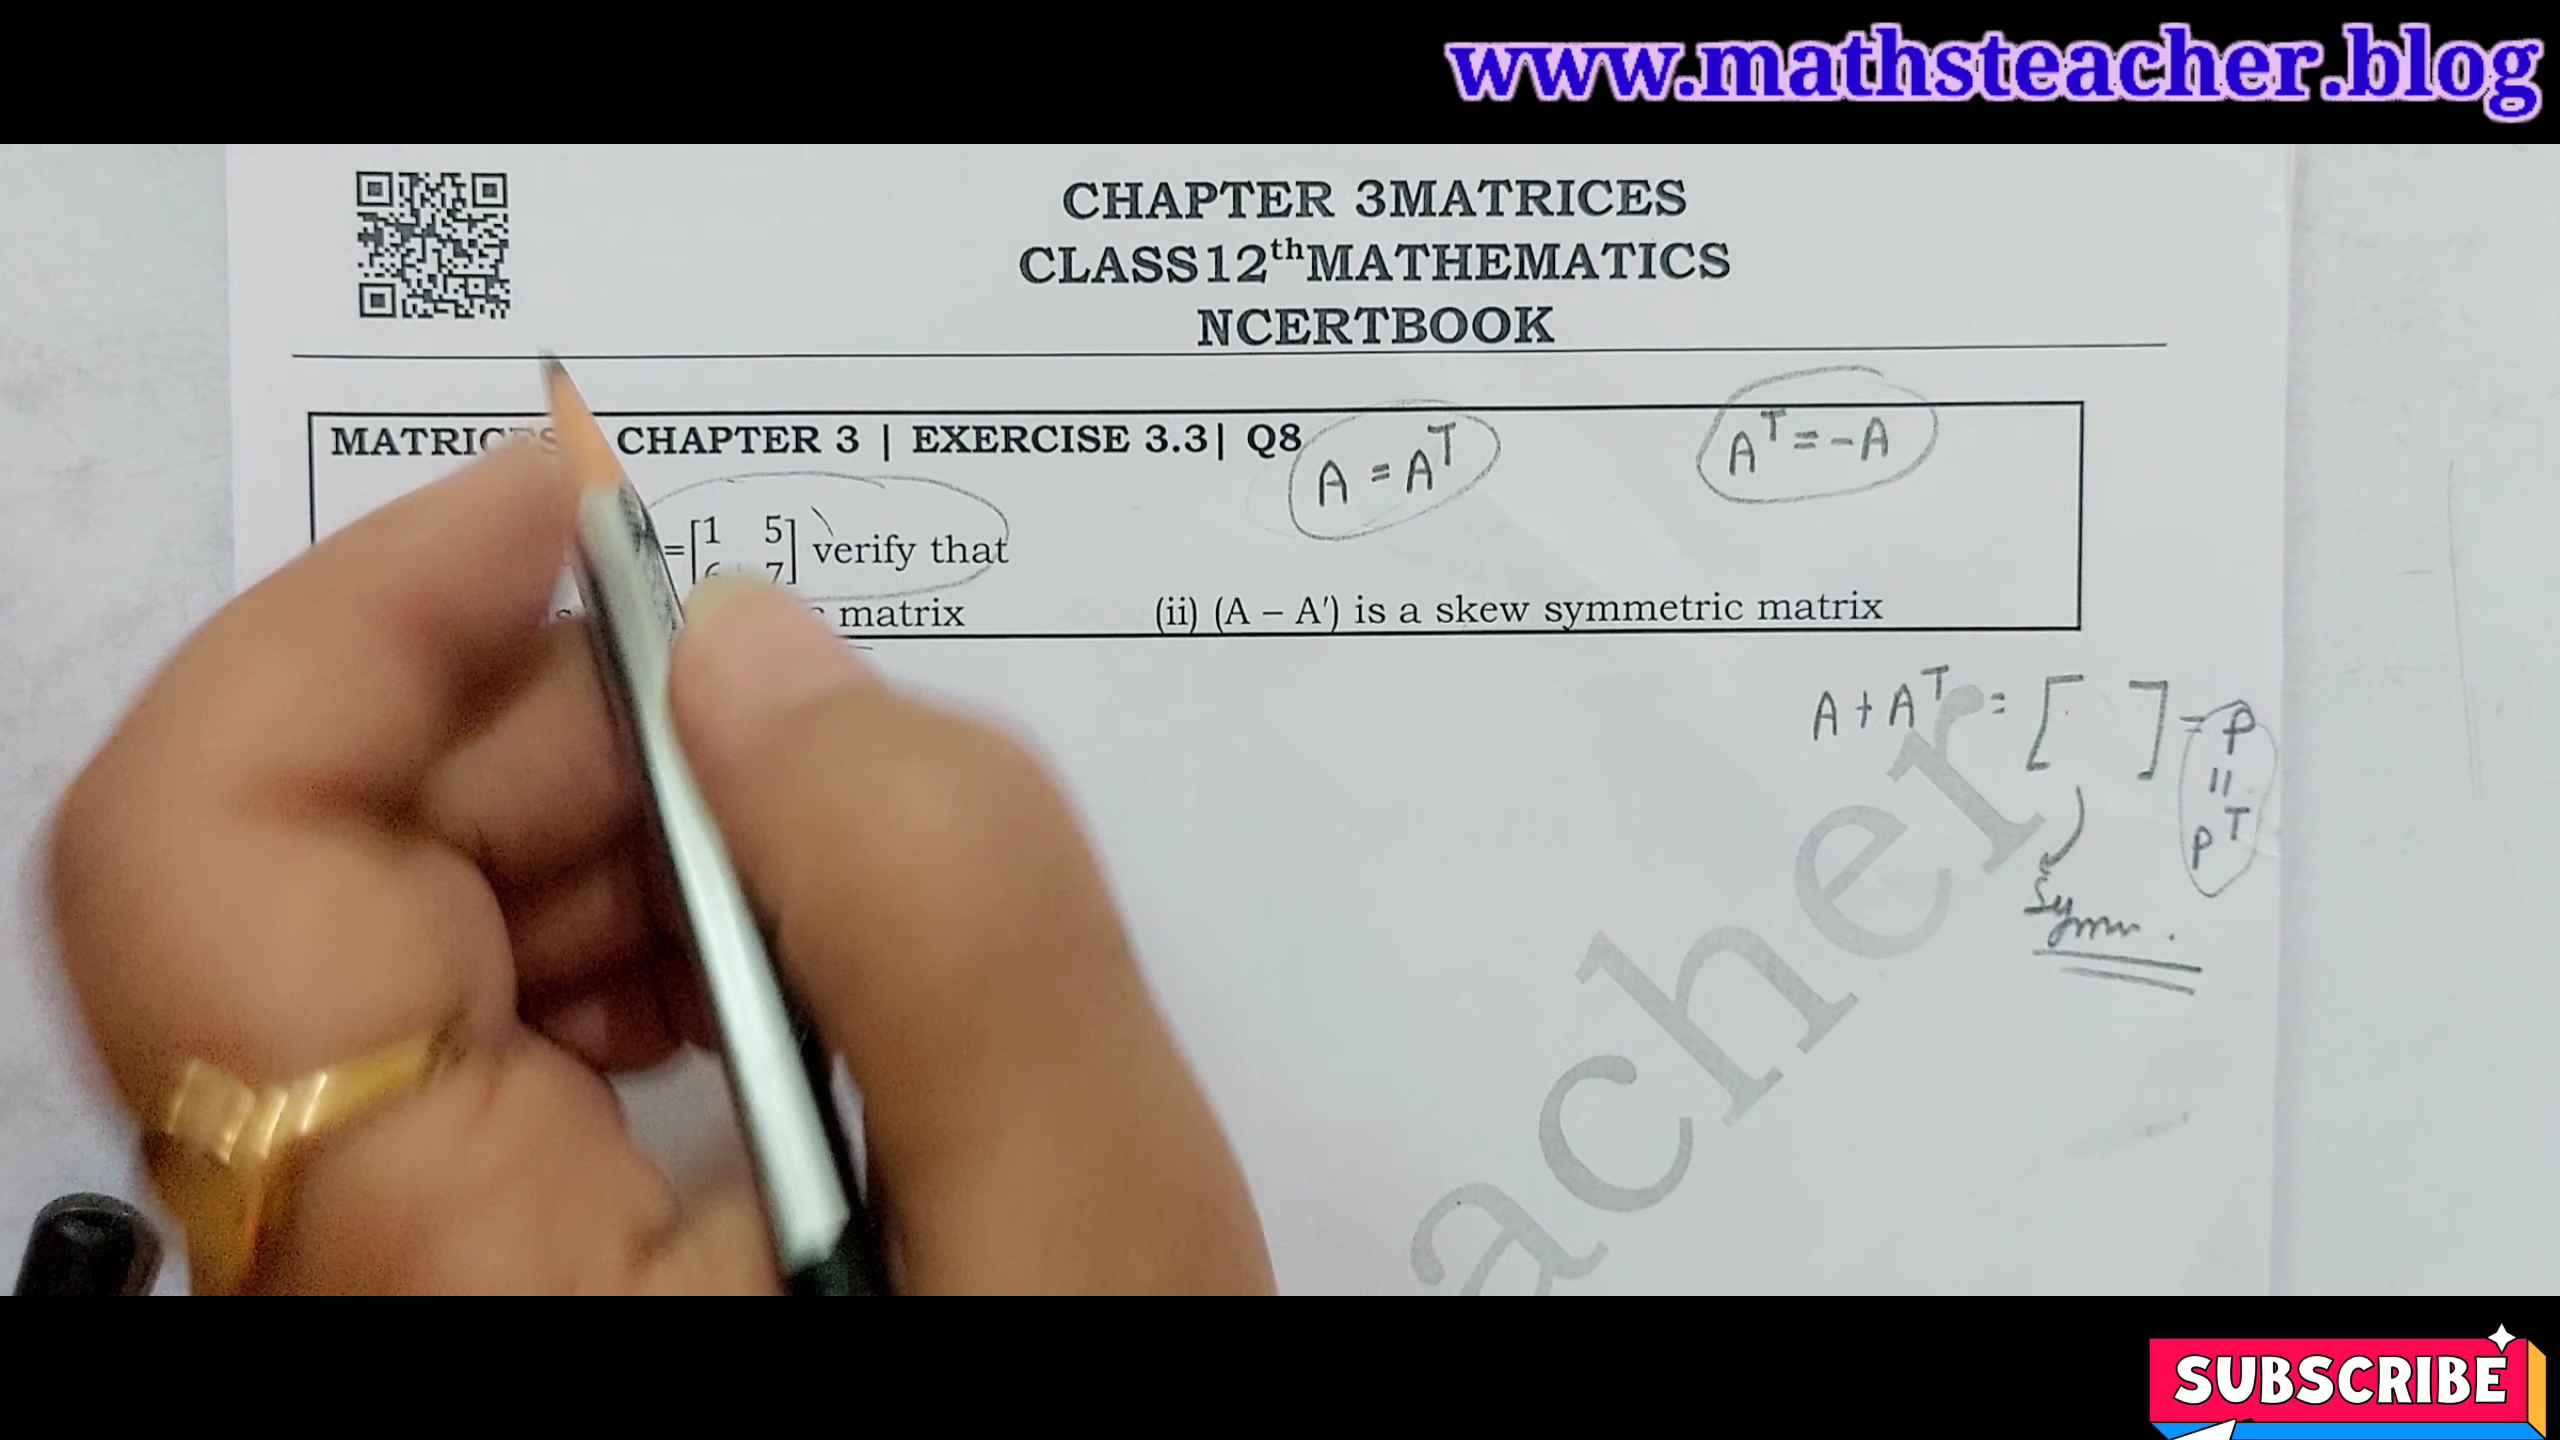 www.mathsteacher.blog
CHAPTER 3MATRICES
CLASS12thMATHEMATICS
NCERTBOOK
MATRICES CHAPTER 3 | EXERCISE 3.3| Q8
A = Aᵀ
Aᵀ = -A
=[1 5
7] verify that
matrix (ii) (A – A′) is a skew symmetric matrix
A + Aᵀ = [ ] = P
=
Pᵀ
Symm.
acher
SUBSCRIBE